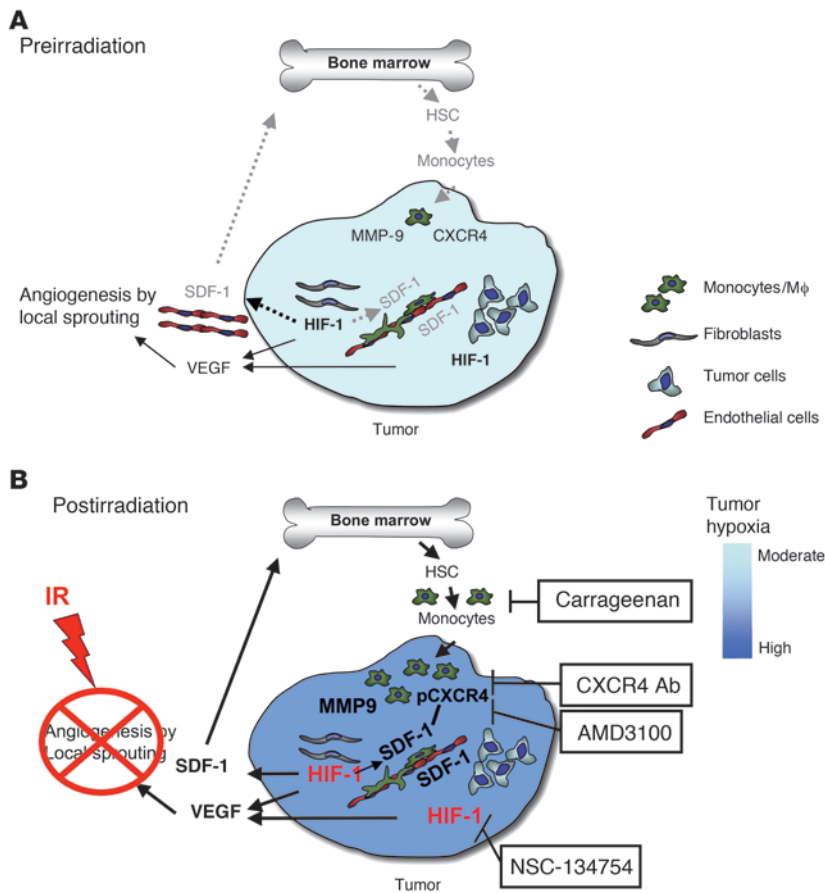 A
Preirradiation
Bone marrow
HSC
Monocytes
MMP-9 CXCR4
SDF-1
Angiogenesis by
local sprouting
HIF-1
SDF-1
SDF-1
HIF-1
VEGF
Tumor
Monocytes/Mϕ
Fibroblasts
Tumor cells
Endothelial cells
B
Postirradiation
Bone marrow
HSC
Monocytes
Carrageenan
Tumor
hypoxia
Moderate
High
IR
MMP9
pCXCR4
CXCR4 Ab
AMD3100
Angiogenesis by
Local sprouting
SDF-1
HIF-1
SDF-1
SDF-1
VEGF
HIF-1
NSC-134754
Tumor